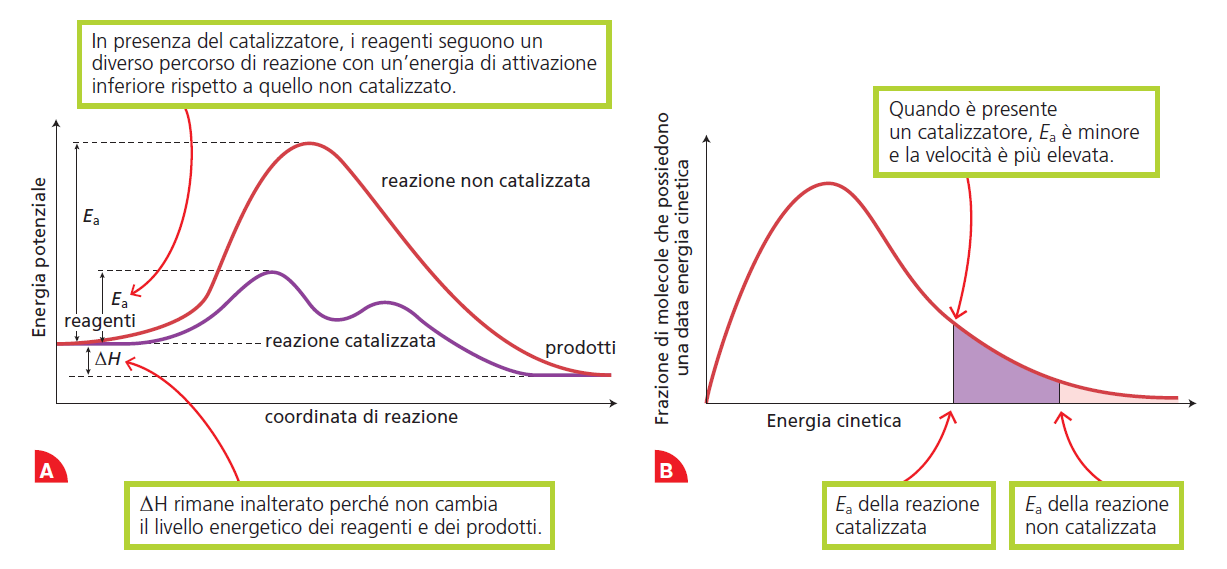 In presenza del catalizzatore, i reagenti seguono un
diverso percorso di reazione con un'energia di attivazione
inferiore rispetto a quello non catalizzato.
Energia potenziale
Ea
Ea
reagenti
ΔH
reazione non catalizzata
reazione catalizzata
prodotti
coordinata di reazione
A
ΔH rimane inalterato perché non cambia
il livello energetico dei reagenti e dei prodotti.
Frazione di molecole che possiedono
una data energia cinetica
Quando è presente
un catalizzatore, Ea è minore
e la velocità è più elevata.
Energia cinetica
B
Ea della reazione
catalizzata
Ea della reazione
non catalizzata